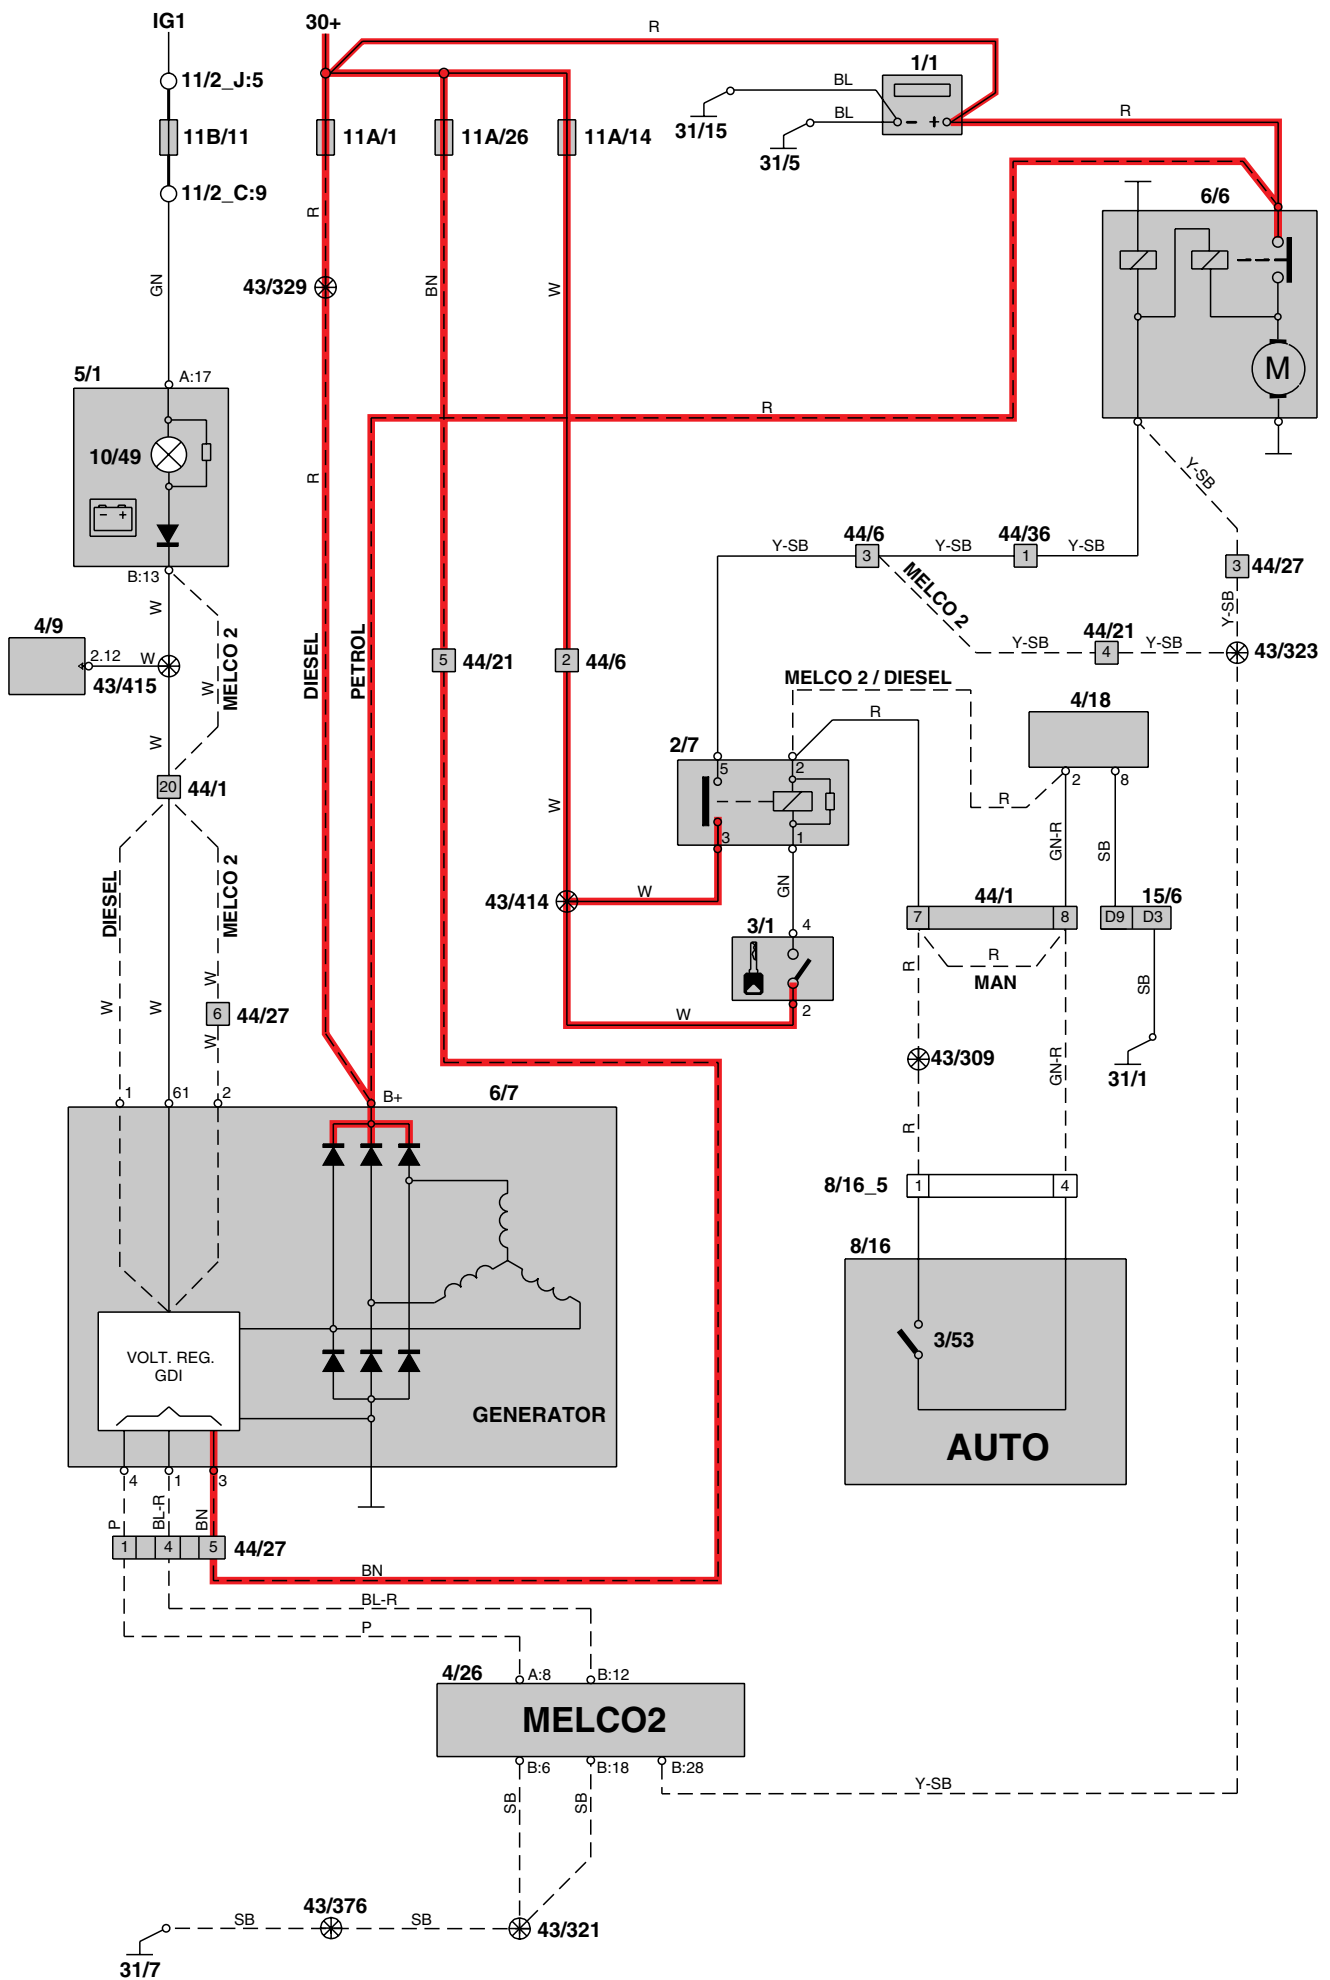 IG1
30+
R
11/2_J:5
1/1
BL
31/15
BL
- +
R
31/5
11B/11
11A/1
11A/26
11A/14
11/2_C:9
R
6/6
GN
43/329
BN
W
M
5/1
A:17
R
10/49
- +
R
Y-SB
B:13
44/6
44/36
Y-SB
3
Y-SB
1
Y-SB
3
44/27
W
MELCO 2
MELCO 2
Y-SB
4/9
2.12
W
43/415
W
DIESEL
PETROL
5
44/21
2
44/6
Y-SB
44/21
4
Y-SB
43/323
MELCO 2 / DIESEL
W
R
4/18
2/7
5
2
2
8
20
44/1
R
W
3
1
GN-R
SB
DIESEL
MELCO 2
GN
43/414
W
44/1
15/6
7
8
D9
D3
3/1
4
R
R
MAN
SB
W
W
W
6
44/27
W
W
2
43/309
GN-R
31/1
1
61
2
B+
6/7
R
8/16_5
1
4
8/16
3/53
VOLT. REG.
GDI
GENERATOR
AUTO
4
1
3
P
BL-R
BN
1
4
5
44/27
BN
BL-R
P
4/26
A:8
B:12
MELCO2
B:6
B:18
B:28
Y-SB
SB
SB
43/376
SB
SB
43/321
31/7